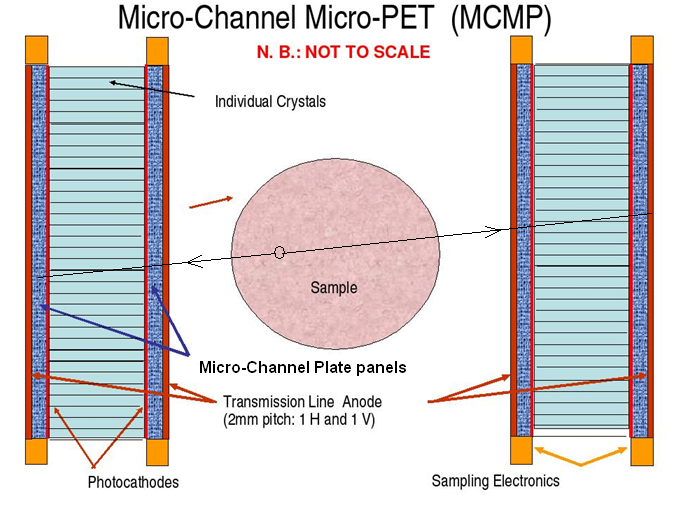 Micro-Channel Micro-PET (MCMP)
N. B.: NOT TO SCALE
Individual Crystals
Sample
Micro-Channel Plate panels
Transmission Line Anode
(2mm pitch: 1 H and 1 V)
Photocathodes
Sampling Electronics